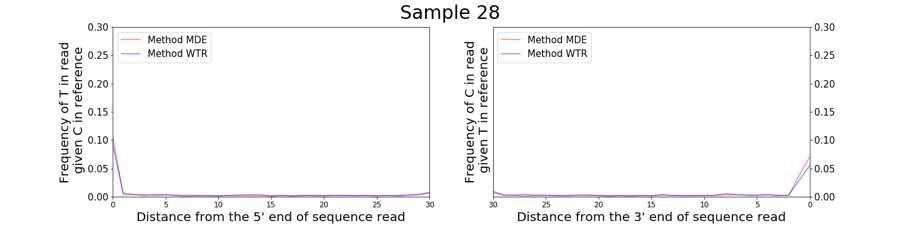 Sample 28
Frequency of T in read
given C in reference
0.30
0.25
0.20
0.15
0.10
0.05
0.00
Method MDE
Method WTR
0 5 10 15 20 25 30
Distance from the 5' end of sequence read
Frequency of C in read
given T in reference
Method MDE
Method WTR
0.30
0.25
0.20
0.15
0.10
0.05
0.00
30 25 20 15 10 5 0
Distance from the 3' end of sequence read